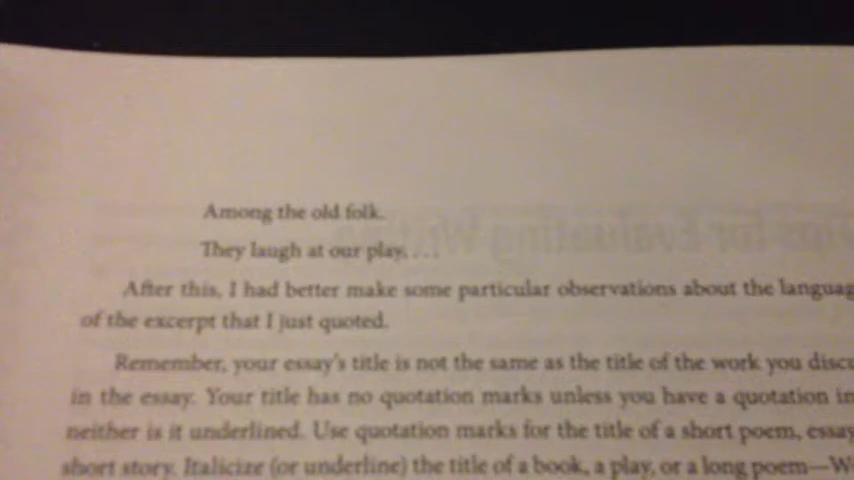 Among the old folk.
They laugh at our play, . . .
After this, I had better make some particular observations about the languag
of the excerpt that I just quoted.
Remember, your essay's title is not the same as the title of the work you discu
in the essay. Your title has no quotation marks unless you have a quotation in
neither is it underlined. Use quotation marks for the title of a short poem, essay
short story. Italicize (or underline) the title of a book, a play, or a long poem—W